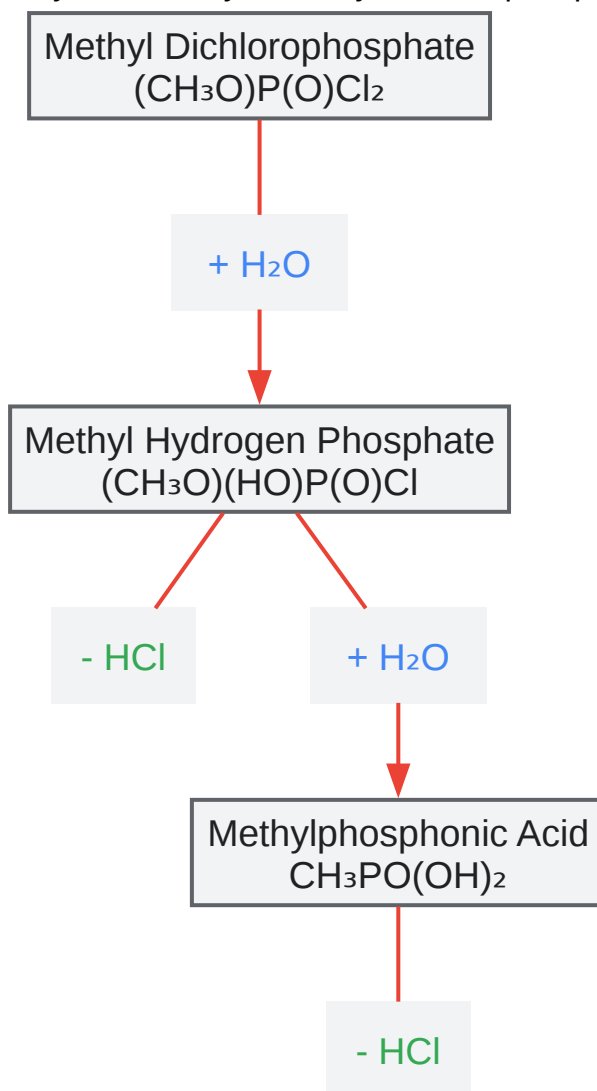 Methyl Dichlorophosphate
(CH₃O)P(O)Cl₂
+ H₂O
Methyl Hydrogen Phosphate
(CH₃O)(HO)P(O)Cl
- HCl
+ H₂O
Methylphosphonic Acid
CH₃PO(OH)₂
- HCl